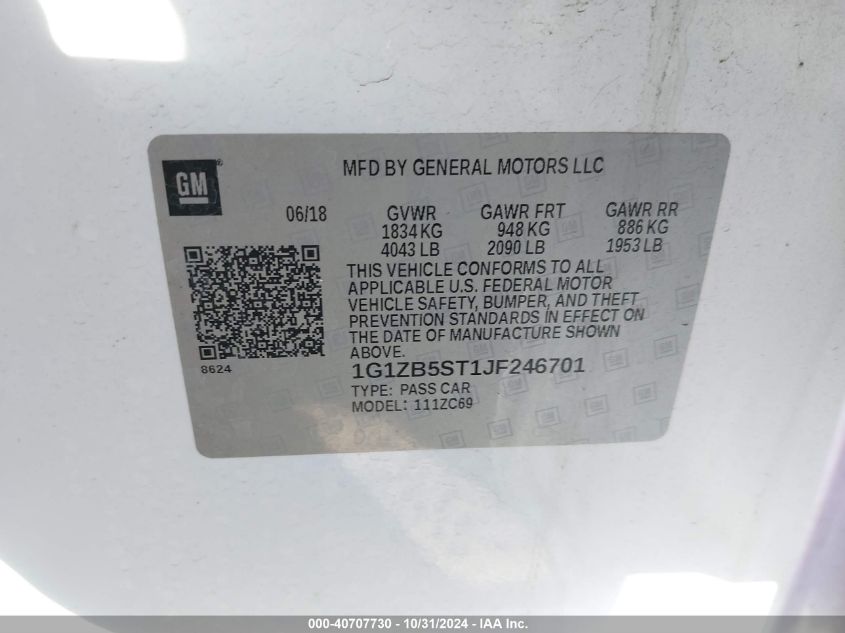 GM®
MFD BY GENERAL MOTORS LLC
06/18 GVWR GAWR FRT GAWR RR
1834 KG 948 KG 886 KG
4043 LB 2090 LB 1953 LB
THIS VEHICLE CONFORMS TO ALL
APPLICABLE U.S. FEDERAL MOTOR
VEHICLE SAFETY, BUMPER, AND THEFT
PREVENTION STANDARDS IN EFFECT ON
THE DATE OF MANUFACTURE SHOWN
ABOVE.
8624
1G1ZB5ST1JF246701
TYPE: PASS CAR
MODEL: 111ZC69
000-40707730 - 10/31/2024 - IAA Inc.